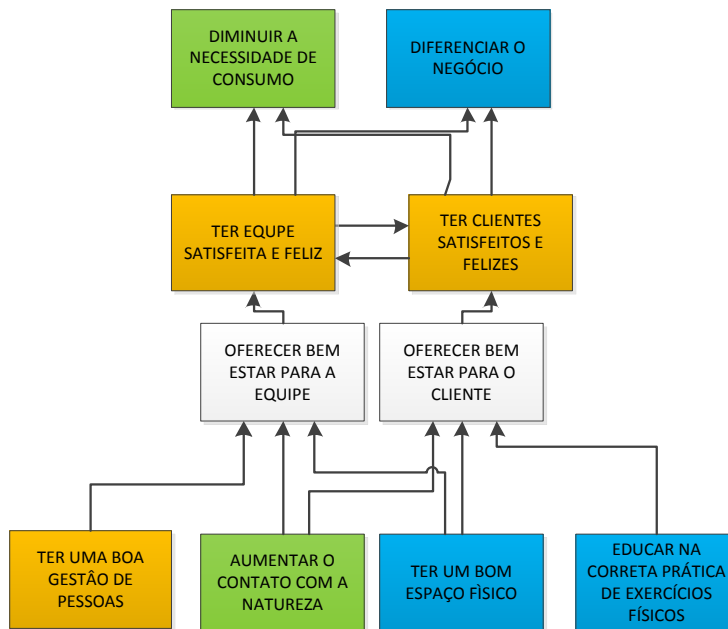 DIMINUIR A
NECESSIDADE DE
CONSUMO
DIFERENCIAR O
NEGÓCIO
TER EQUPE
SATISFEITA E FELIZ
TER CLIENTES
SATISFEITOS E
FELIZES
OFERECER BEM
ESTAR PARA A
EQUIPE
OFERECER BEM
ESTAR PARA O
CLIENTE
TER UMA BOA
GESTÂO DE
PESSOAS
AUMENTAR O
CONTATO COM A
NATUREZA
TER UM BOM
ESPAÇO FÌSICO
EDUCAR NA
CORRETA PRÁTICA
DE EXERCÍCIOS
FÍSICOS